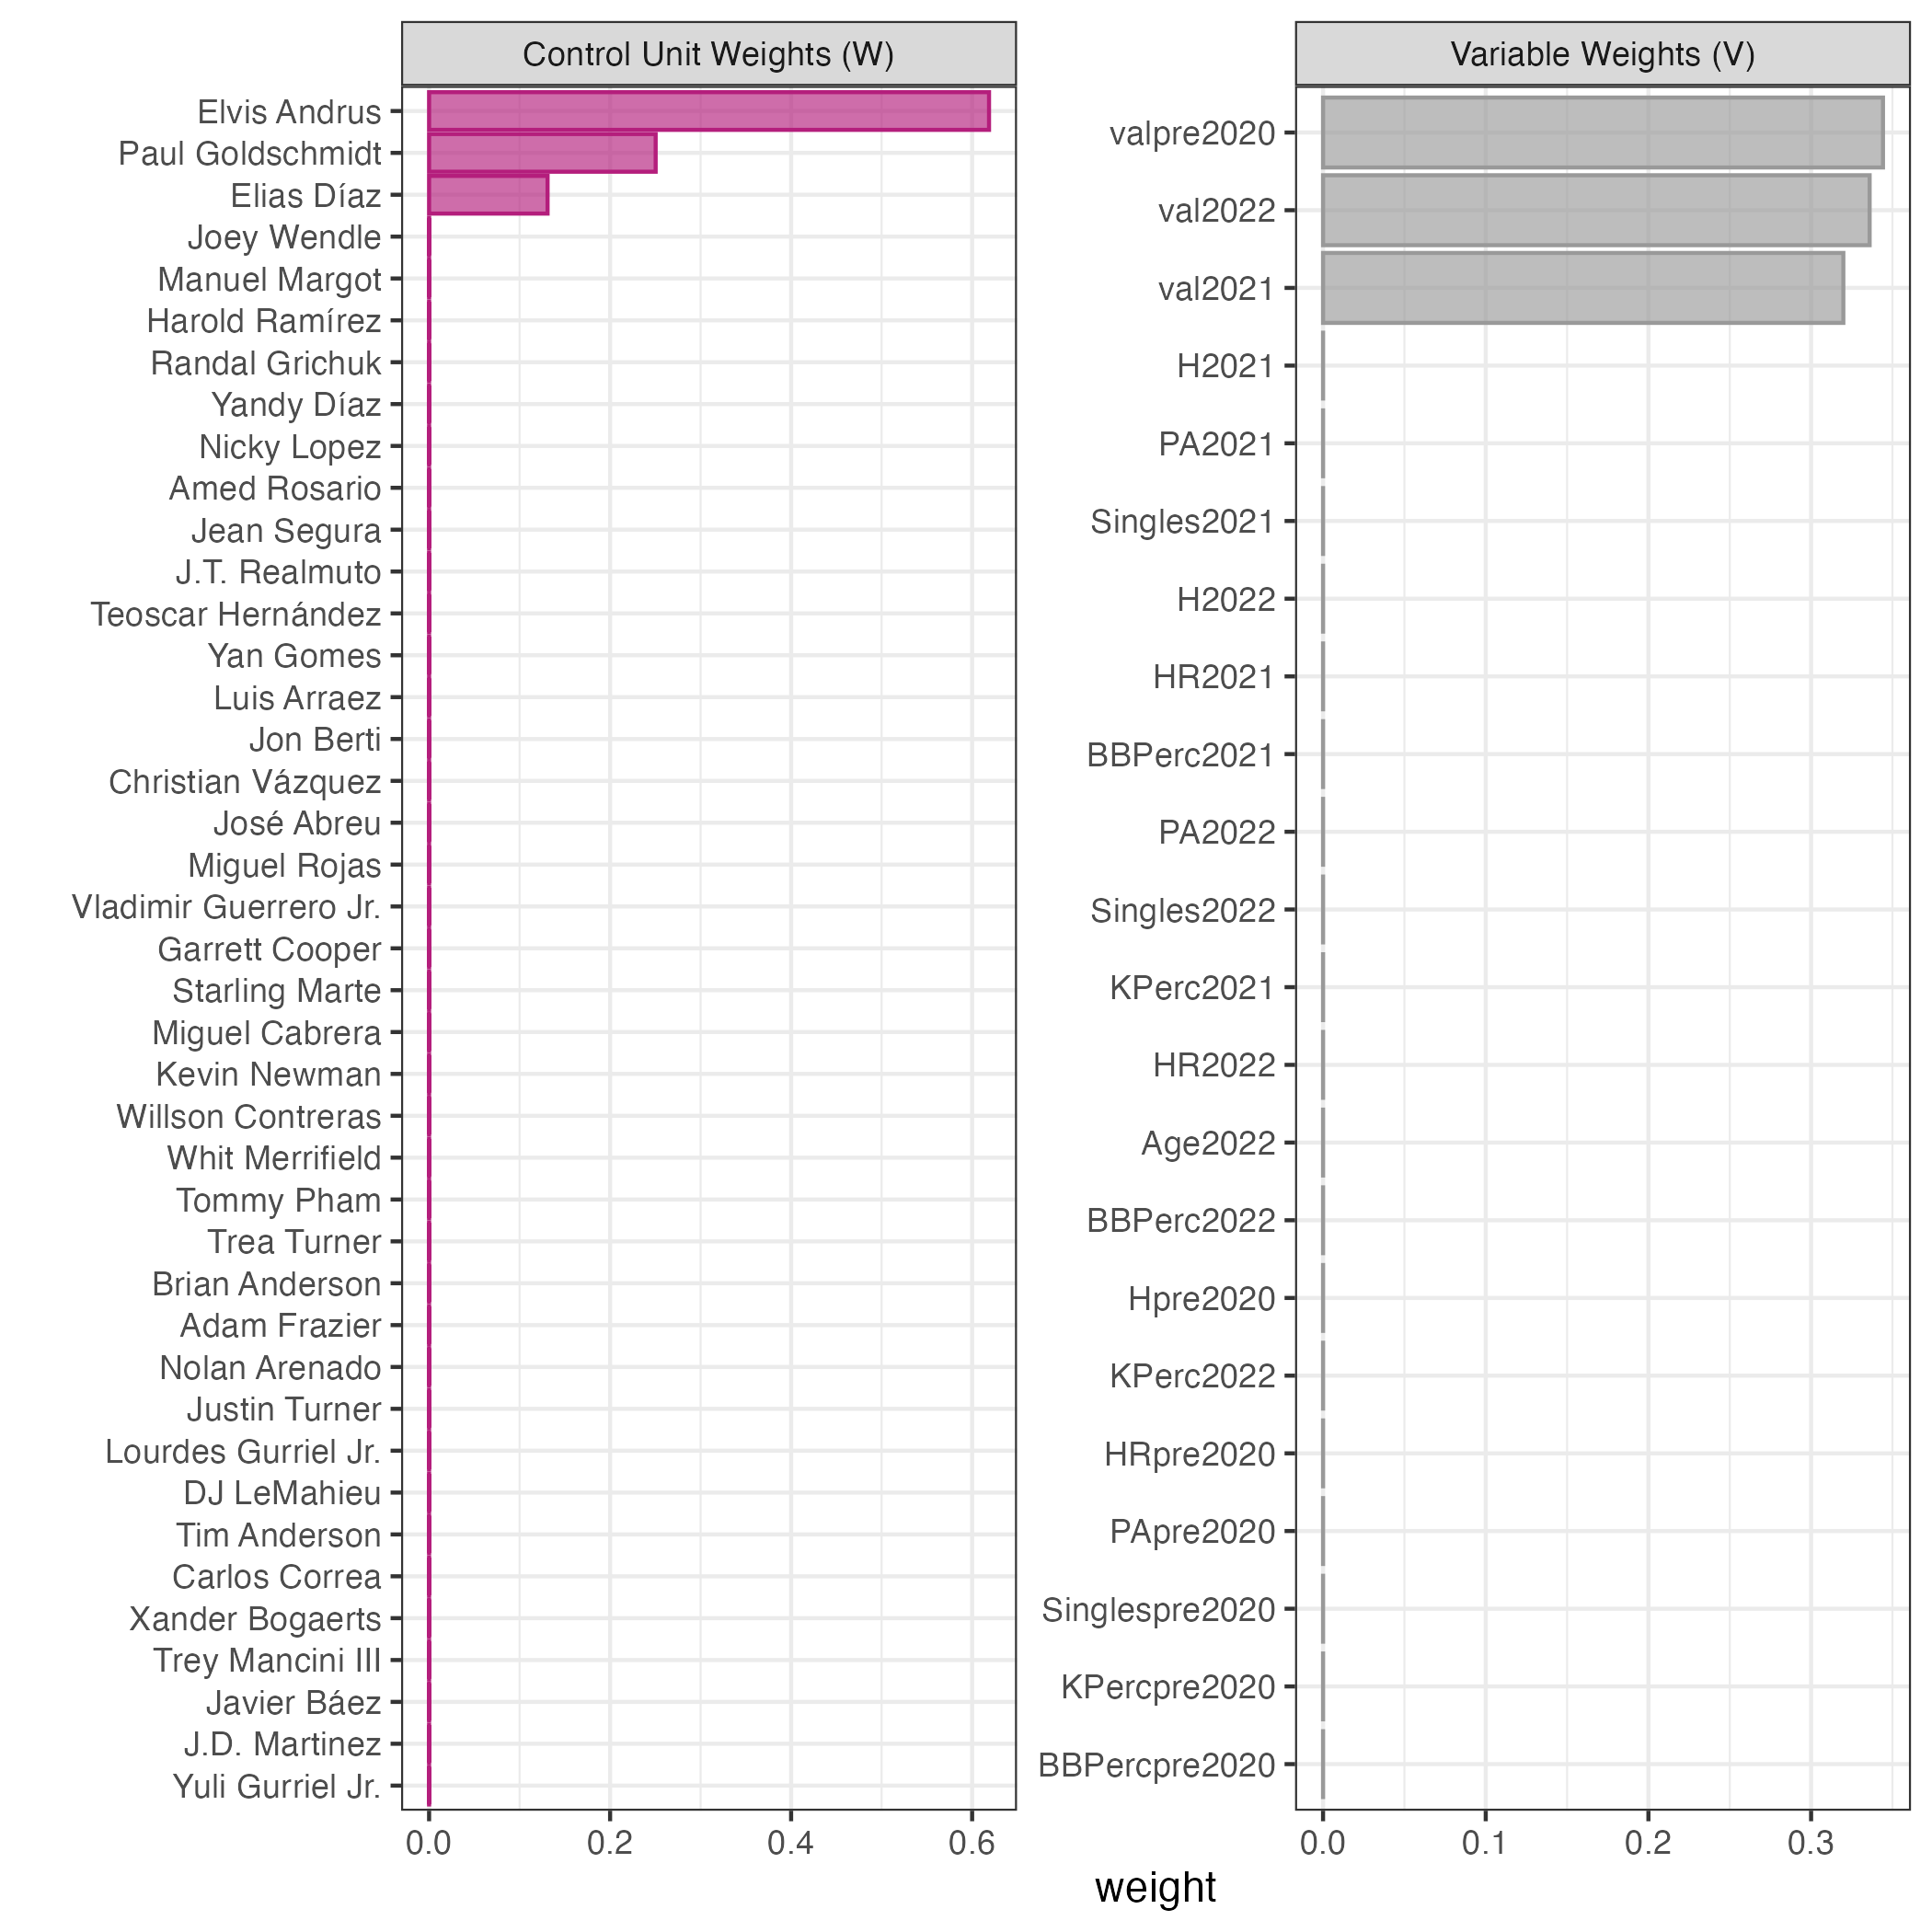 Control Unit Weights (W)
Elvis Andrus
Paul Goldschmidt
Elias Díaz
Joey Wendle
Manuel Margot
Harold Ramírez
Randal Grichuk
Yandy Díaz
Nicky Lopez
Amed Rosario
Jean Segura
J.T. Realmuto
Teoscar Hernández
Yan Gomes
Luis Arraez
Jon Berti
Christian Vázquez
José Abreu
Miguel Rojas
Vladimir Guerrero Jr.
Garrett Cooper
Starling Marte
Miguel Cabrera
Kevin Newman
Willson Contreras
Whit Merrifield
Tommy Pham
Trea Turner
Brian Anderson
Adam Frazier
Nolan Arenado
Justin Turner
Lourdes Gurriel Jr.
DJ LeMahieu
Tim Anderson
Carlos Correa
Xander Bogaerts
Trey Mancini III
Javier Báez
J.D. Martinez
Yuli Gurriel Jr.
0.0 0.2 0.4 0.6
Variable Weights (V)
valpre2020
val2022
val2021
H2021
PA2021
Singles2021
H2022
HR2021
BBPerc2021
PA2022
Singles2022
KPerc2021
HR2022
Age2022
BBPerc2022
Hpre2020
KPerc2022
HRpre2020
PApre2020
Singlespre2020
KPercpre2020
BBPercpre2020
0.0 0.1 0.2 0.3
weight